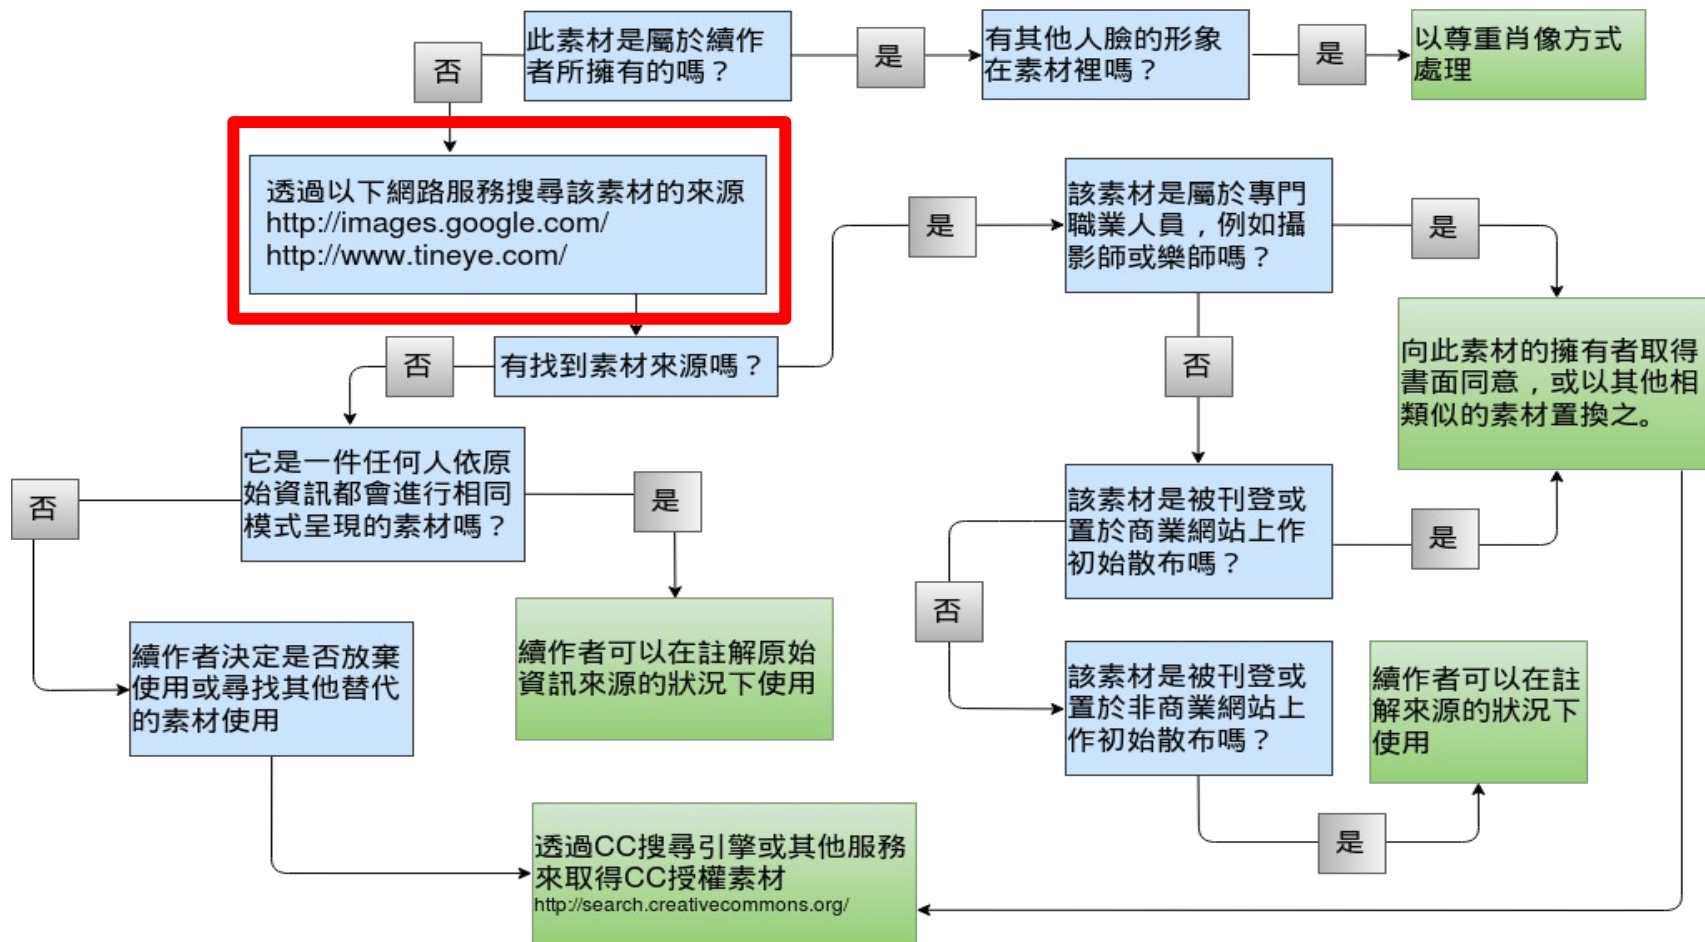 此素材是屬於續作
者所擁有的嗎？
否
是
有其他人臉的形象
在素材裡嗎？
是
以尊重肖像方式
處理
透過以下網路服務搜尋該素材的來源
http://images.google.com/
http://www.tineye.com/
有找到素材來源嗎？
否
是
該素材是屬於專門
職業人員，例如攝
影師或樂師嗎？
是
否
向此素材的擁有者取得
書面同意，或以其他相
類似的素材置換之。
它是一件任何人依原
始資訊都會進行相同
模式呈現的素材嗎？
否
是
該素材是被刊登或
置於商業網站上作
初始散布嗎？
是
否
續作者決定是否放棄
使用或尋找其他替代
的素材使用
續作者可以在註解原始
資訊來源的狀況下使用
該素材是被刊登或
置於非商業網站上
作初始散布嗎？
是
續作者可以在註
解來源的狀況下
使用
透過CC搜尋引擎或其他服務
來取得CC授權素材
http://search.creativecommons.org/